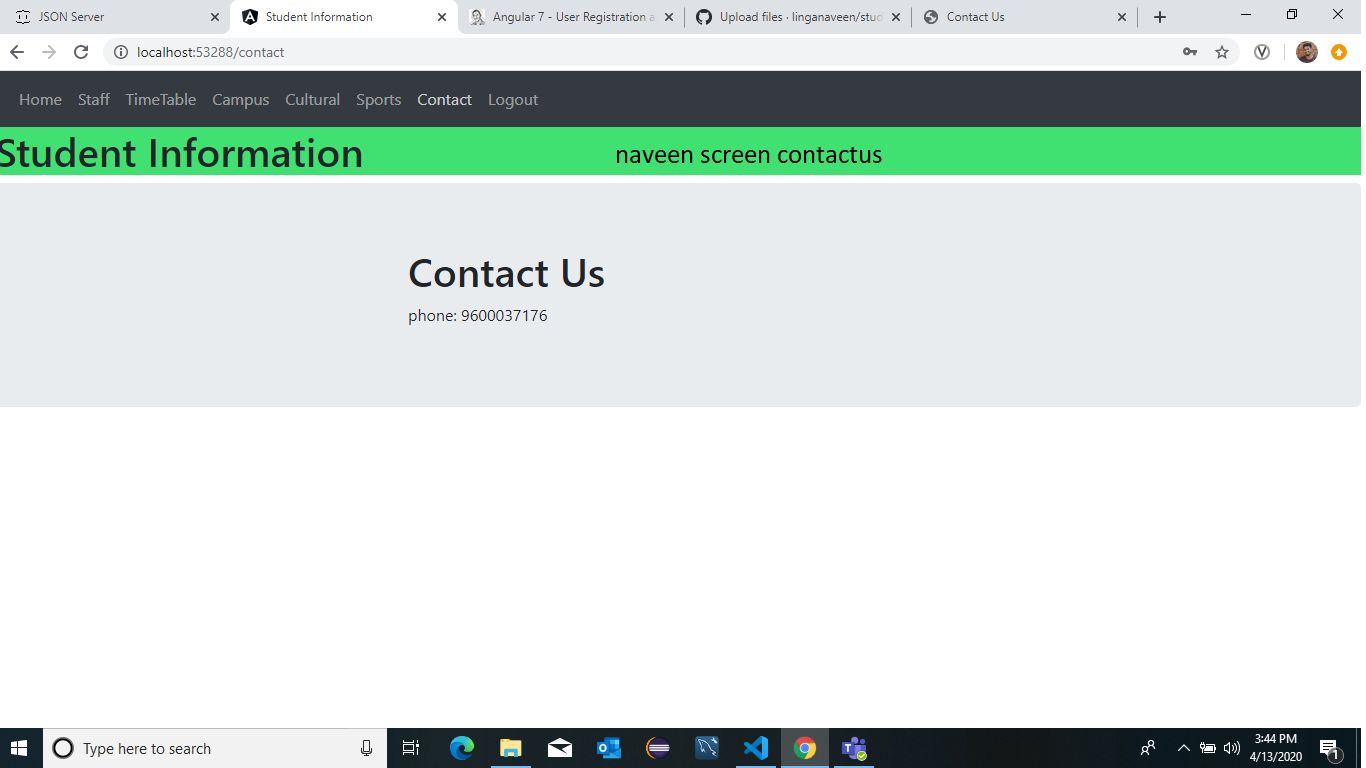 JSON Server
Student Information
Angular 7 - User Registration a
Upload files · linganaveen/stud
Contact Us
localhost:53288/contact
Home Staff TimeTable Campus Cultural Sports Contact Logout
Student Information
naveen screen contactus
Contact Us
phone: 9600037176
Type here to search
3:44 PM
4/13/2020
1